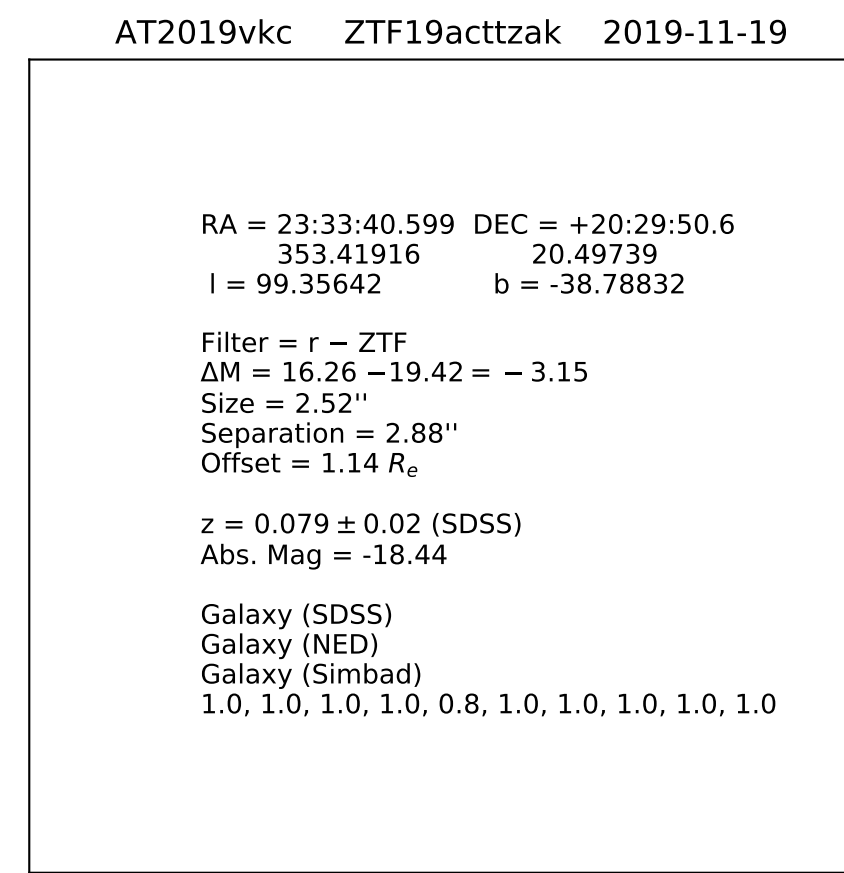 AT2019vkc ZTF19acttzak 2019-11-19
RA = 23:33:40.599 DEC = +20:29:50.6
353.41916 20.49739
l = 99.35642 b = -38.78832
Filter = r − ZTF
ΔM = 16.26 −19.42 = − 3.15
Size = 2.52''
Separation = 2.88''
Offset = 1.14 Rₑ
z = 0.079 ± 0.02 (SDSS)
Abs. Mag = -18.44
Galaxy (SDSS)
Galaxy (NED)
Galaxy (Simbad)
1.0, 1.0, 1.0, 1.0, 0.8, 1.0, 1.0, 1.0, 1.0, 1.0